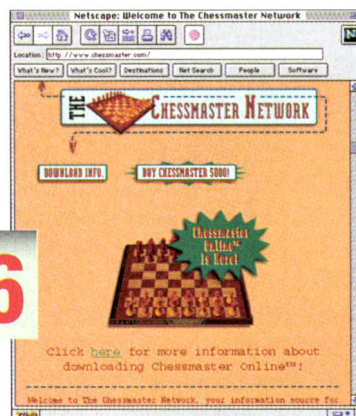 Netscape: Welcome to The Chessmaster Network
Location: http://www.chessmaster.com/
What's New? What's Cool? Destinations Net Search People Software
THE CHESSMASTER NETWORK
DOWNLOAD INFO. BUY CHESSMASTER 5000!
Chessmaster
Online™
Is Here!
6
Click here for more information about
downloading Chessmaster Online™!
Welcome to The Chessmaster Network, your information source for